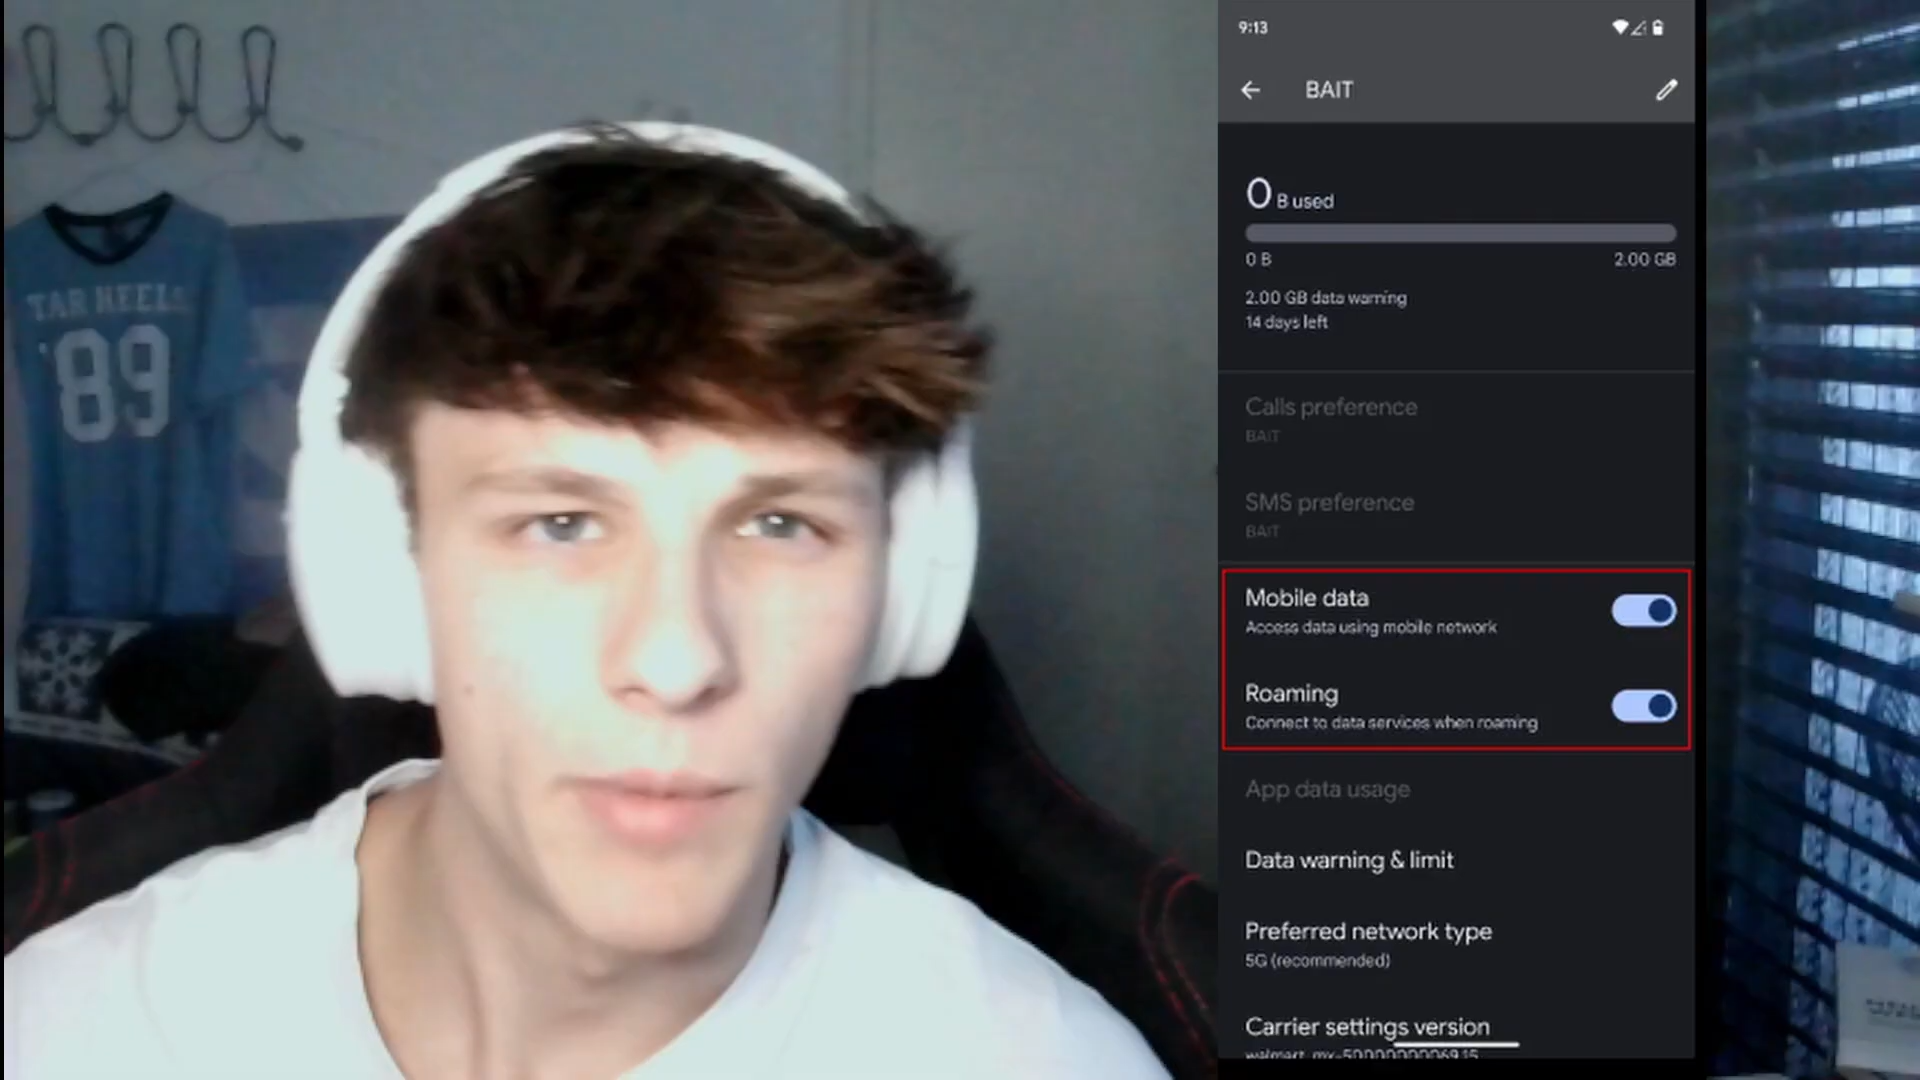 TAR HEELS
89
9:13
BAIT
0 B used
0 B
2.00 GB
2.00 GB data warning
14 days left
Calls preference
BAIT
SMS preference
BAIT
Mobile data
Access data using mobile network
Roaming
Connect to data services when roaming
App data usage
Data warning & limit
Preferred network type
5G (recommended)
Carrier settings version